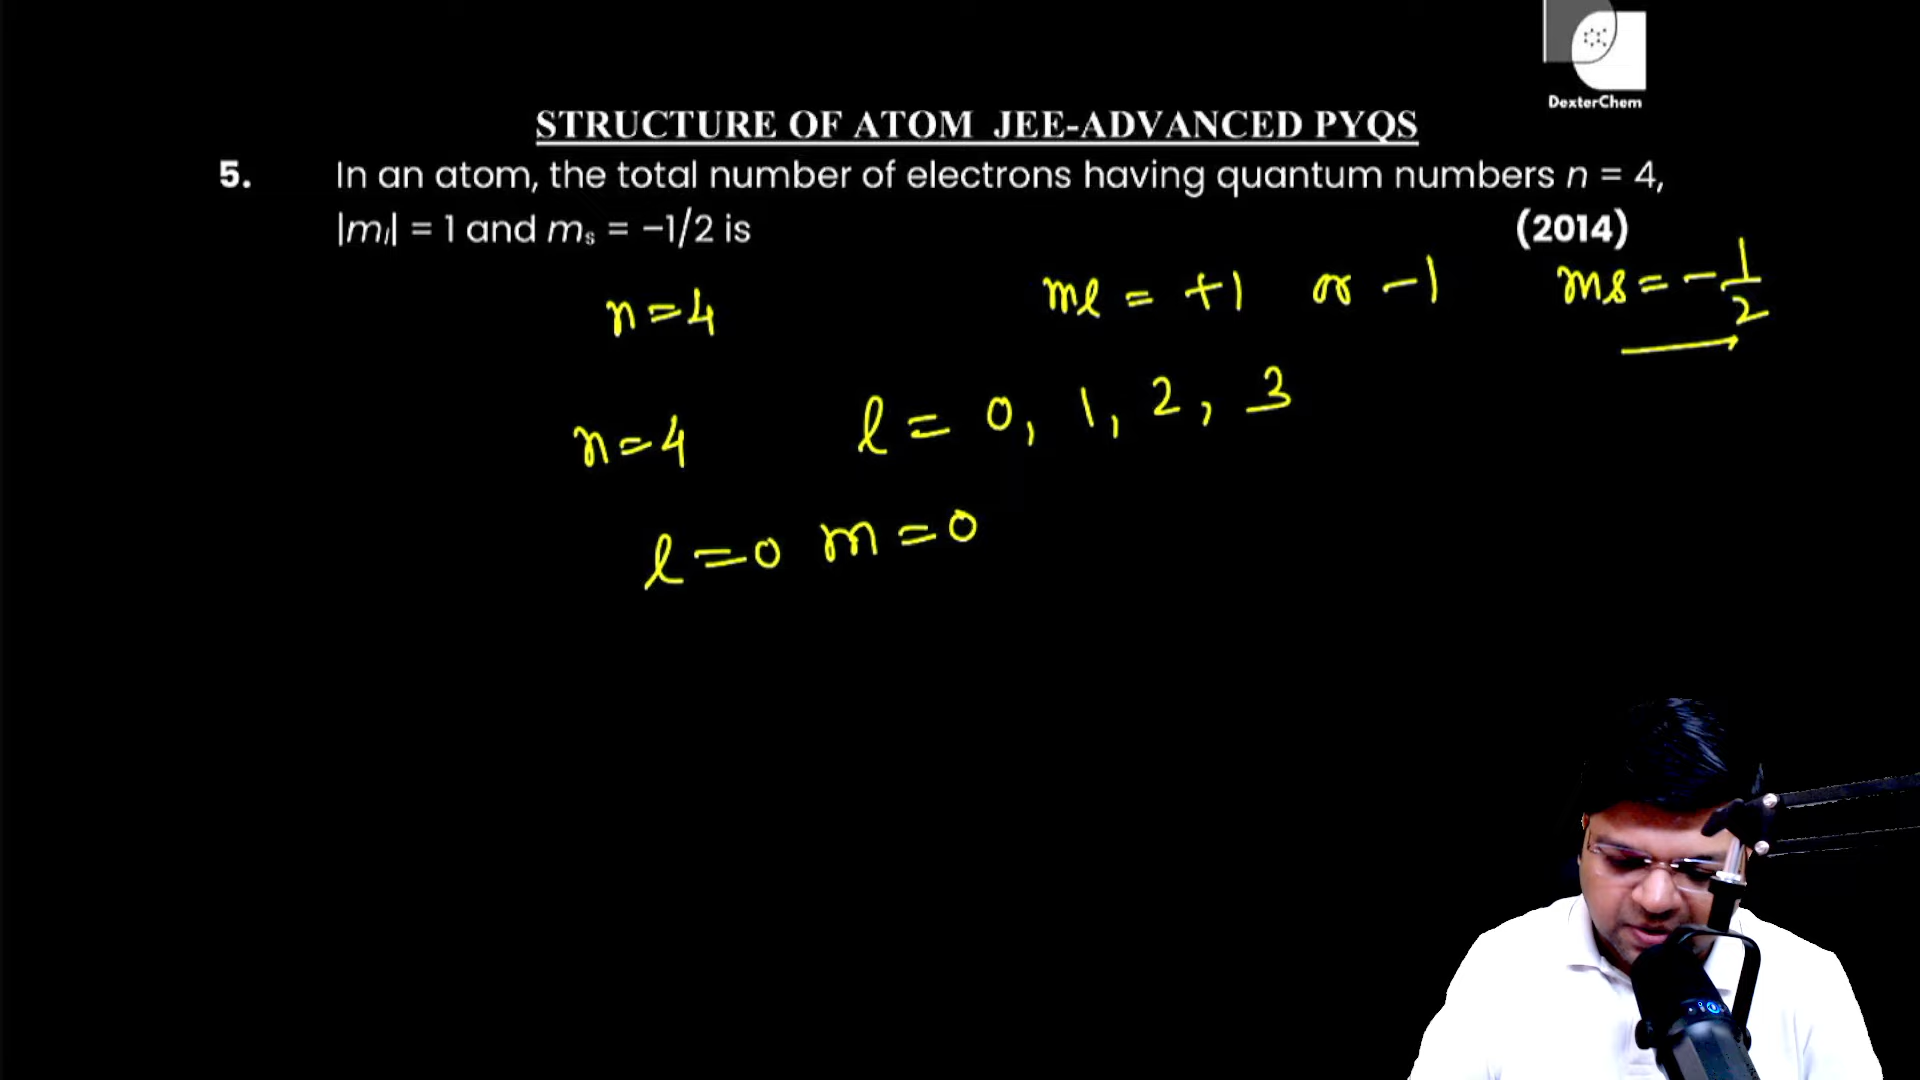 DexterChem
STRUCTURE OF ATOM JEE-ADVANCED PYQS
5. In an atom, the total number of electrons having quantum numbers n = 4,
|mₗ| = 1 and mₛ = –1/2 is (2014)
n=4 mℓ = +1 or -1 ms = -1/2
n=4 ℓ = 0, 1, 2, 3
ℓ=0 m=0